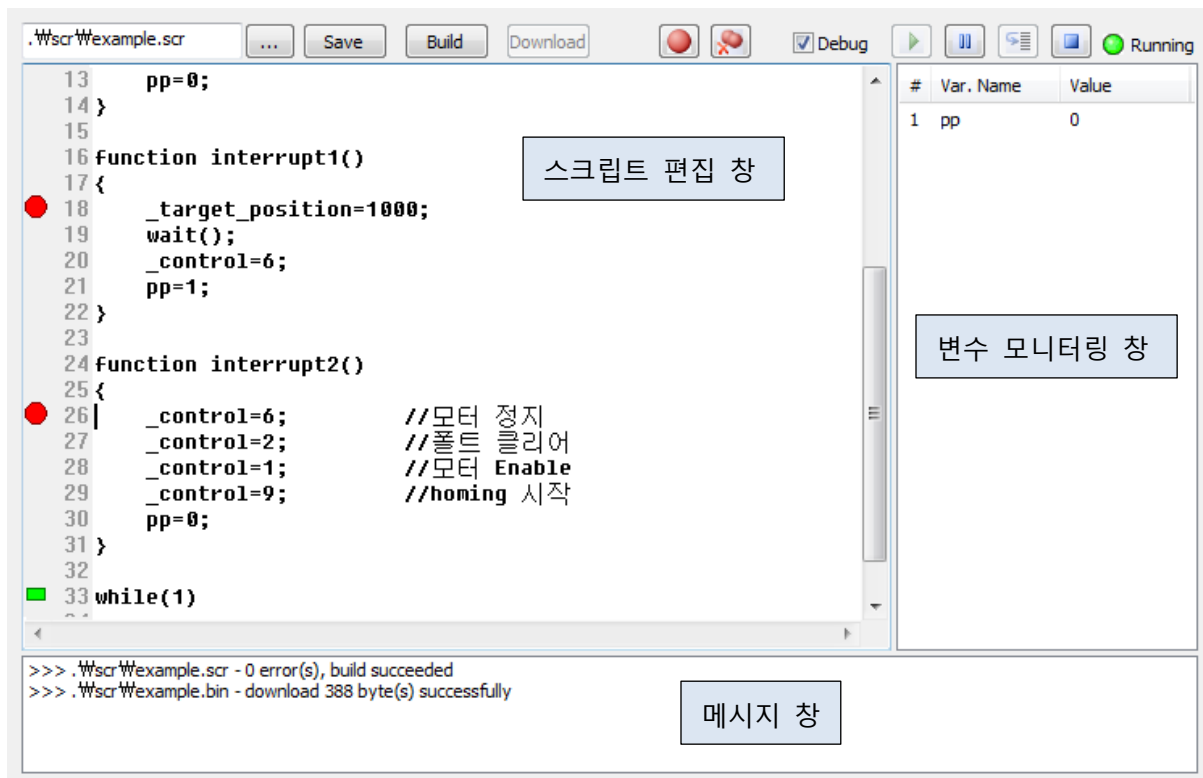 .₩scr₩example.scr ... Save Build Download Debug Running
13 pp=0;
14 }
15
16 function interrupt1()
17 {
18 _target_position=1000;
19 wait();
20 _control=6;
21 pp=1;
22 }
23
24 function interrupt2()
25 {
26 _control=6; //모터 정지
27 _control=2; //폴트 클리어
28 _control=1; //모터 Enable
29 _control=9; //homing 시작
30 pp=0;
31 }
32
33 while(1)
스크립트 편집 창
# Var. Name Value
1 pp 0
변수 모니터링 창
>>> .₩scr₩example.scr - 0 error(s), build succeeded
>>> .₩scr₩example.bin - download 388 byte(s) successfully
메시지 창